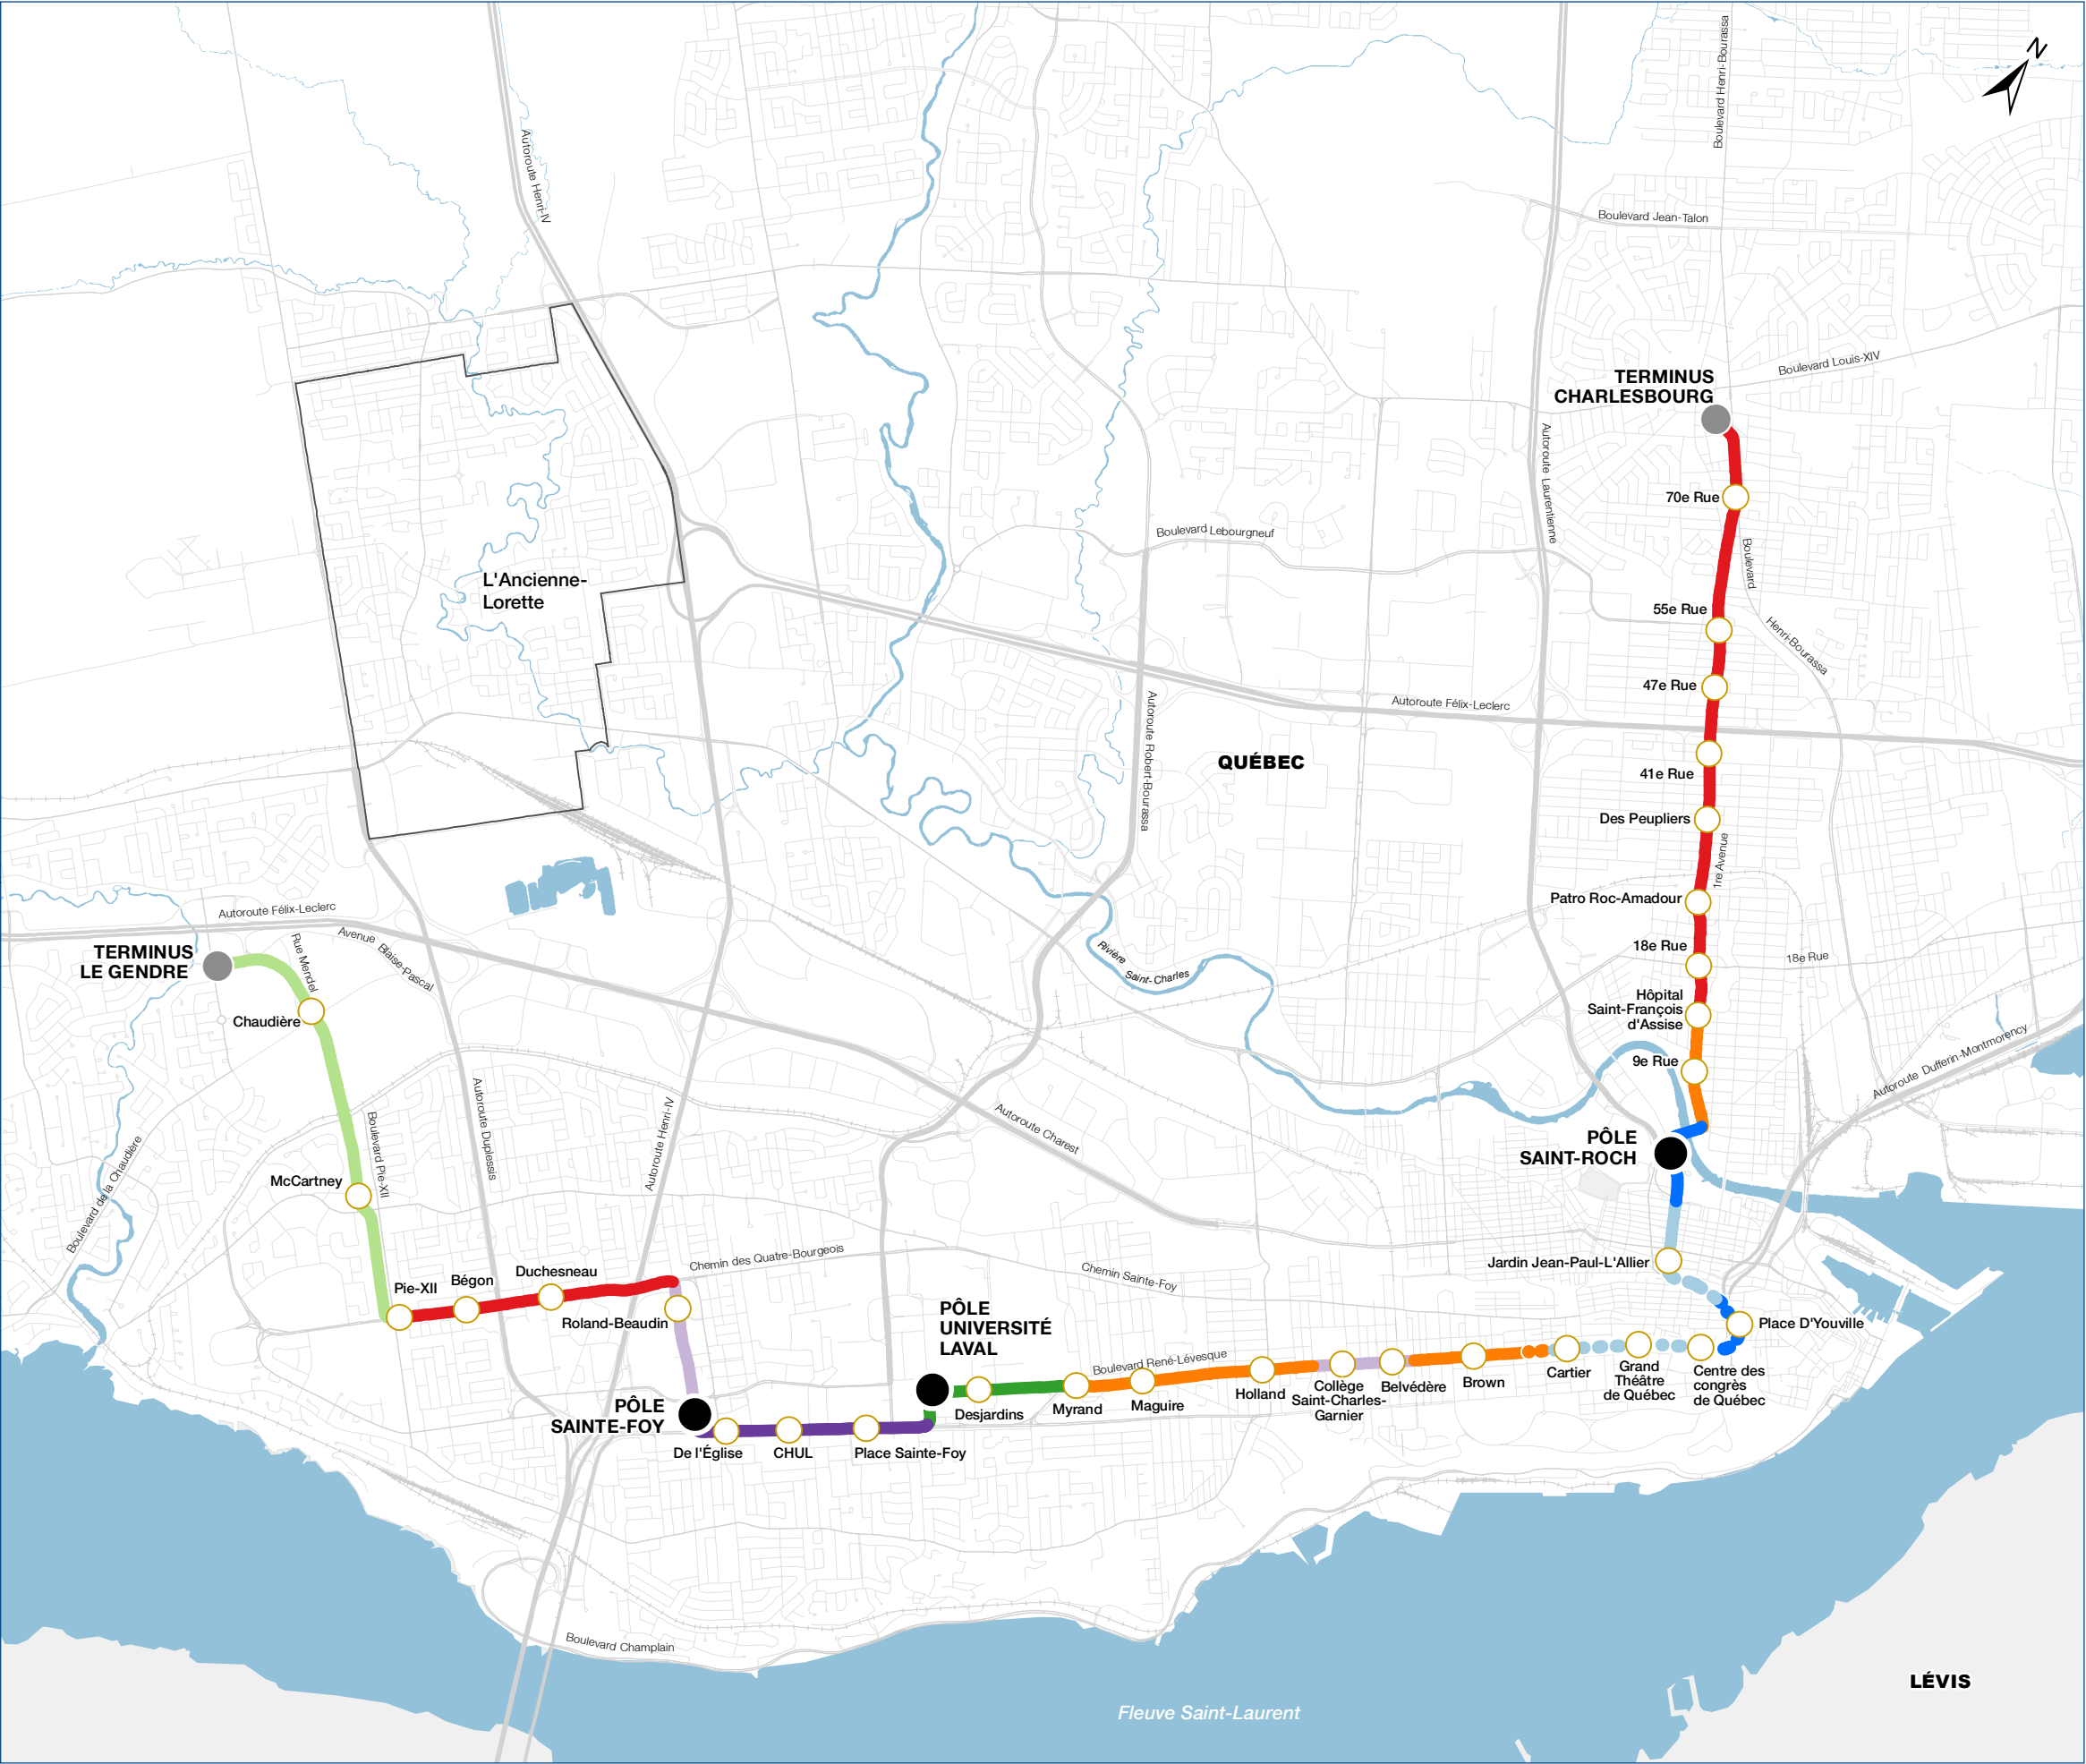 N
Boulevard Henri-Bourassa
Autoroute Henri-IV
Boulevard Jean-Talon
Boulevard Louis-XIV
TERMINUS
CHARLESBOURG
Autoroute Laurentienne
70e Rue
Boulevard Lebourgneuf
Boulevard
Henri-Bourassa
L'Ancienne-
Lorette
55e Rue
47e Rue
Autoroute Félix-Leclerc
Autoroute Robert-Bourassa
QUÉBEC
41e Rue
Des Peupliers
1re Avenue
Patro Roc-Amadour
Autoroute Félix-Leclerc
Avenue Blaise-Pascal
Rue Mendel
TERMINUS
LE GENDRE
Rivière
Saint-Charles
18e Rue
18e Rue
Chaudière
Hôpital
Saint-François
d'Assise
9e Rue
Autoroute Dufferin-Montmorency
Autoroute Duplessis
Autoroute Henri-IV
Autoroute Charest
Boulevard Pie-XII
Boulevard de la Chaudière
PÔLE
SAINT-ROCH
McCartney
Chemin des Quatre-Bourgeois
Chemin Sainte-Foy
Jardin Jean-Paul-L'Allier
Pie-XII
Bégon
Duchesneau
Roland-Beaudin
PÔLE
UNIVERSITÉ
LAVAL
Place D'Youville
Boulevard René-Lévesque
PÔLE
SAINTE-FOY
De l'Église
CHUL
Place Sainte-Foy
Desjardins
Myrand
Maguire
Holland
Collège
Saint-Charles-
Garnier
Belvédère
Brown
Cartier
Grand
Théâtre
de Québec
Centre des
congrès
de Québec
Boulevard Champlain
LÉVIS
Fleuve Saint-Laurent